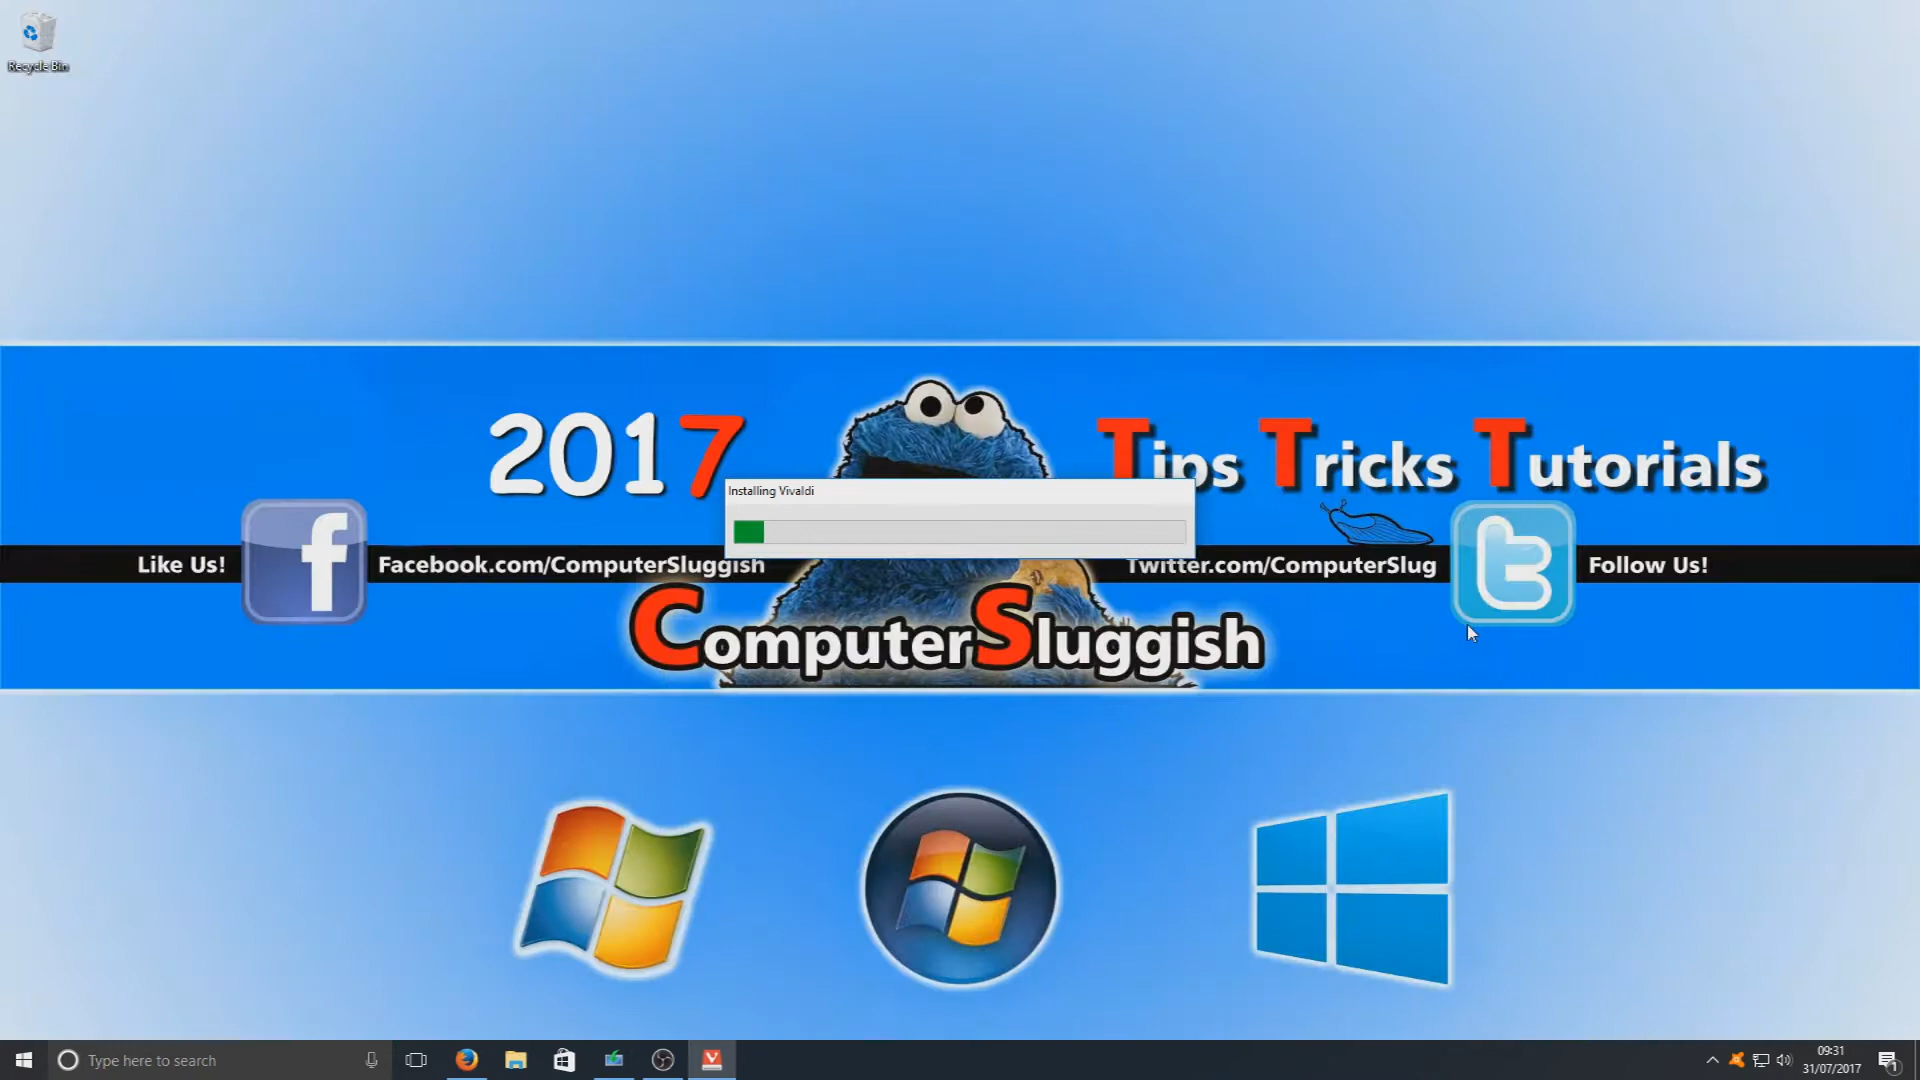 Recycle Bin
2017
Tips Tricks Tutorials
Installing Vivaldi
Like Us!
Facebook.com/ComputerSluggish
Twitter.com/ComputerSlug
Follow Us!
ComputerSluggish
Type here to search
09:31
31/07/2017
1